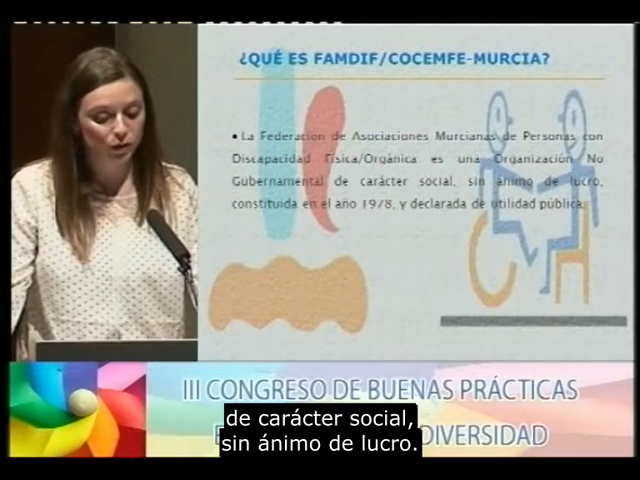 ¿QUÉ ES FAMDIF/COCEMFE-MURCIA?
• La Federación de Asociaciones Murcianas de Personas con
Discapacidad Física/Orgánica es una Organización No
Gubernamental de carácter social, sin ánimo de lucro,
constituida en el año 1978, y declarada de utilidad pública.
III CONGRESO DE BUENAS PRÁCTICAS
DIVERSIDAD
de carácter social,
sin ánimo de lucro.